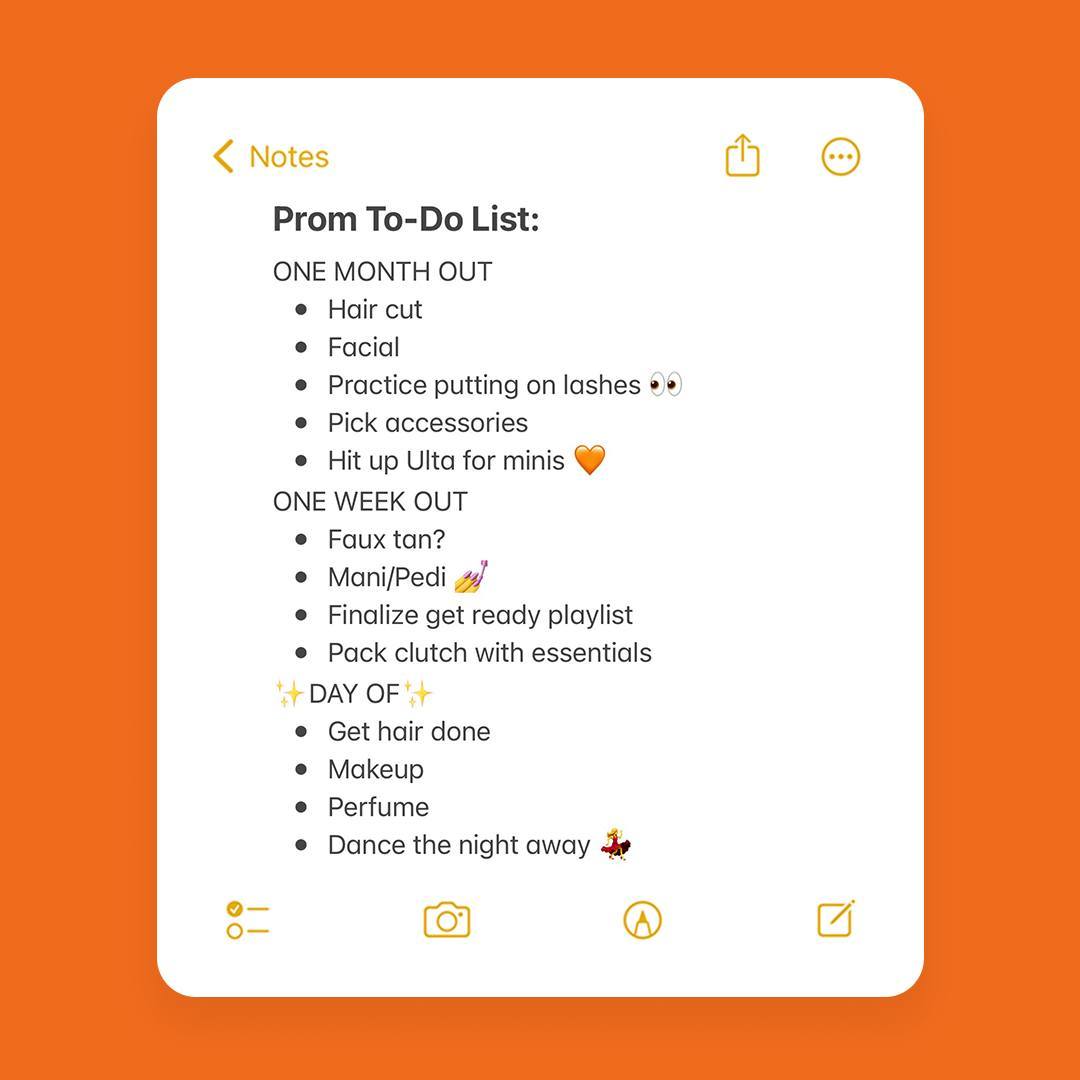 Notes
Prom To-Do List:
ONE MONTH OUT
• Hair cut
• Facial
• Practice putting on lashes 👀
• Pick accessories
• Hit up Ulta for minis 🧡
ONE WEEK OUT
• Faux tan?
• Mani/Pedi 💅
• Finalize get ready playlist
• Pack clutch with essentials
✨DAY OF✨
• Get hair done
• Makeup
• Perfume
• Dance the night away 💃